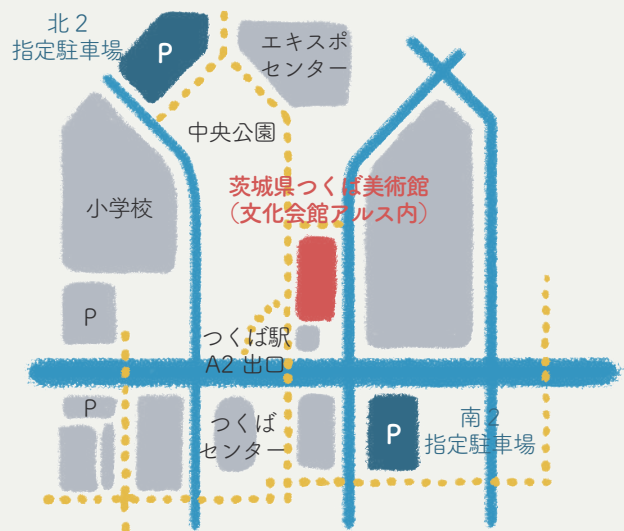 北２
指定駐車場
P
エキスポ
センター
中央公園
茨城県つくば美術館
（文化会館アルス内）
小学校
P
つくば駅
A2 出口
P
つくば
センター
P
南２
指定駐車場